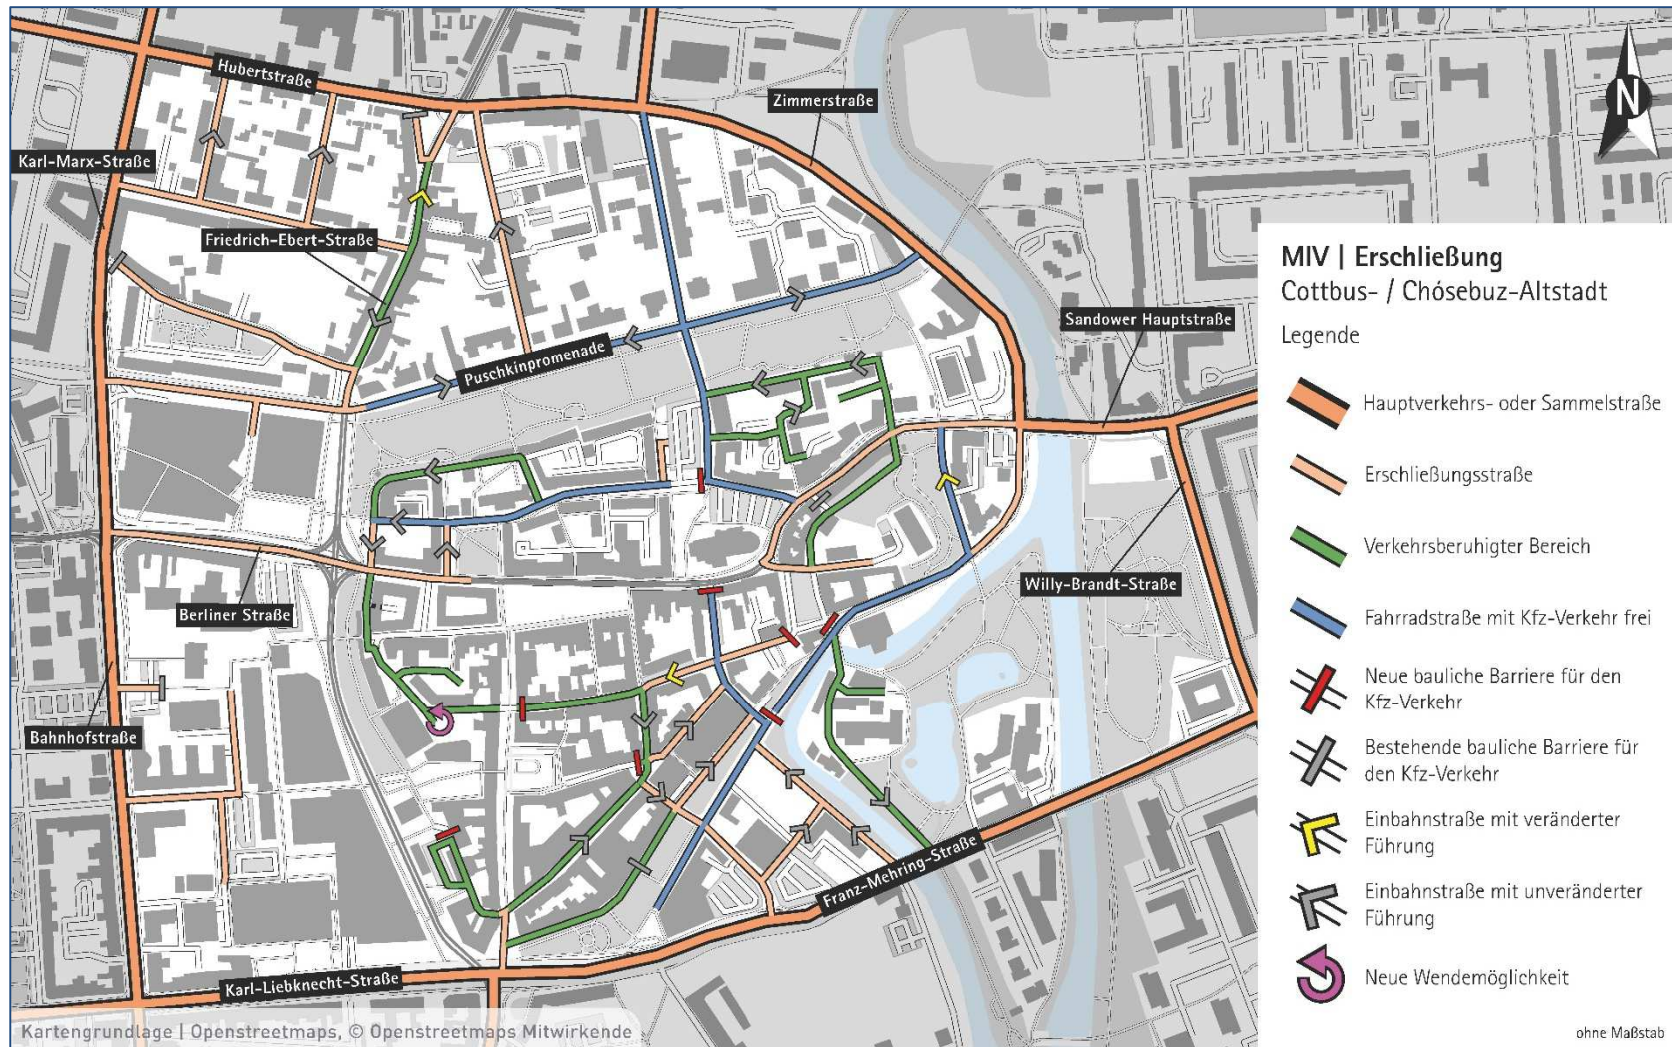 Hubertstraße
Zimmerstraße
Karl-Marx-Straße
Friedrich-Ebert-Straße
Puschkinpromenade
Sandower Hauptstraße
Berliner Straße
Willy-Brandt-Straße
Bahnhofstraße
Franz-Mehring-Straße
Karl-Liebknecht-Straße
Kartengrundlage | Openstreetmaps, © Openstreetmaps Mitwirkende
N
MIV | Erschließung
Cottbus- / Chóśebuz-Altstadt
Legende
Hauptverkehrs- oder Sammelstraße
Erschließungsstraße
Verkehrsberuhigter Bereich
Fahrradstraße mit Kfz-Verkehr frei
Neue bauliche Barriere für den
Kfz-Verkehr
Bestehende bauliche Barriere für
den Kfz-Verkehr
Einbahnstraße mit veränderter
Führung
Einbahnstraße mit unveränderter
Führung
Neue Wendemöglichkeit
ohne Maßstab